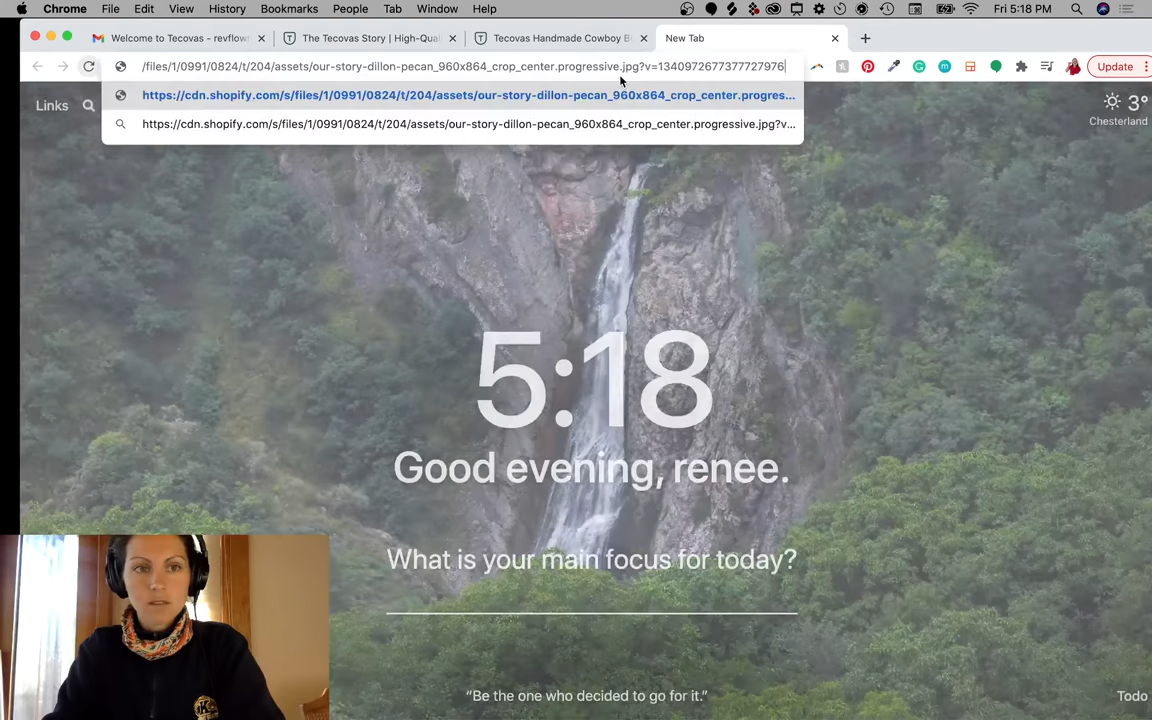 Chrome File Edit View History Bookmarks People Tab Window Help Fri 5:18 PM
Welcome to Tecovas - revflow The Tecovas Story | High-Qual Tecovas Handmade Cowboy B New Tab
/files/1/0991/0824/t/204/assets/our-story-dillon-pecan_960x864_crop_center.progressive.jpg?v=1340972677377727976 Update
https://cdn.shopify.com/s/files/1/0991/0824/t/204/assets/our-story-dillon-pecan_960x864_crop_center.progres...
https://cdn.shopify.com/s/files/1/0991/0824/t/204/assets/our-story-dillon-pecan_960x864_crop_center.progressive.jpg?v...
Links
3°
Chesterland
5:18
Good evening, renee.
What is your main focus for today?
“Be the one who decided to go for it.”
Todo